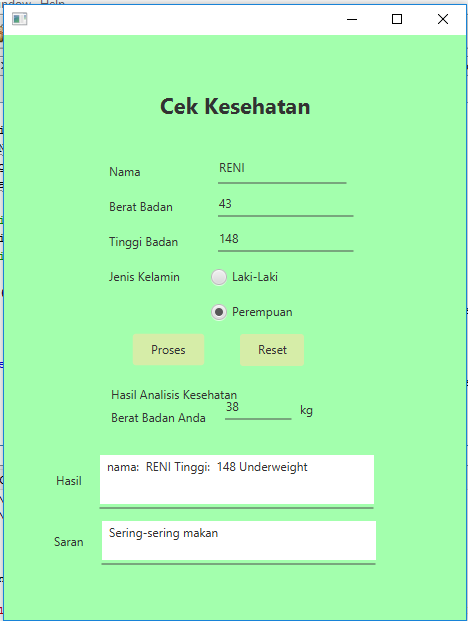 Cek Kesehatan
Nama RENI
Berat Badan 43
Tinggi Badan 148
Jenis Kelamin Laki-Laki
Perempuan
Proses Reset
Hasil Analisis Kesehatan
Berat Badan Anda 38 kg
Hasil nama: RENI Tinggi: 148 Underweight
Saran Sering-sering makan